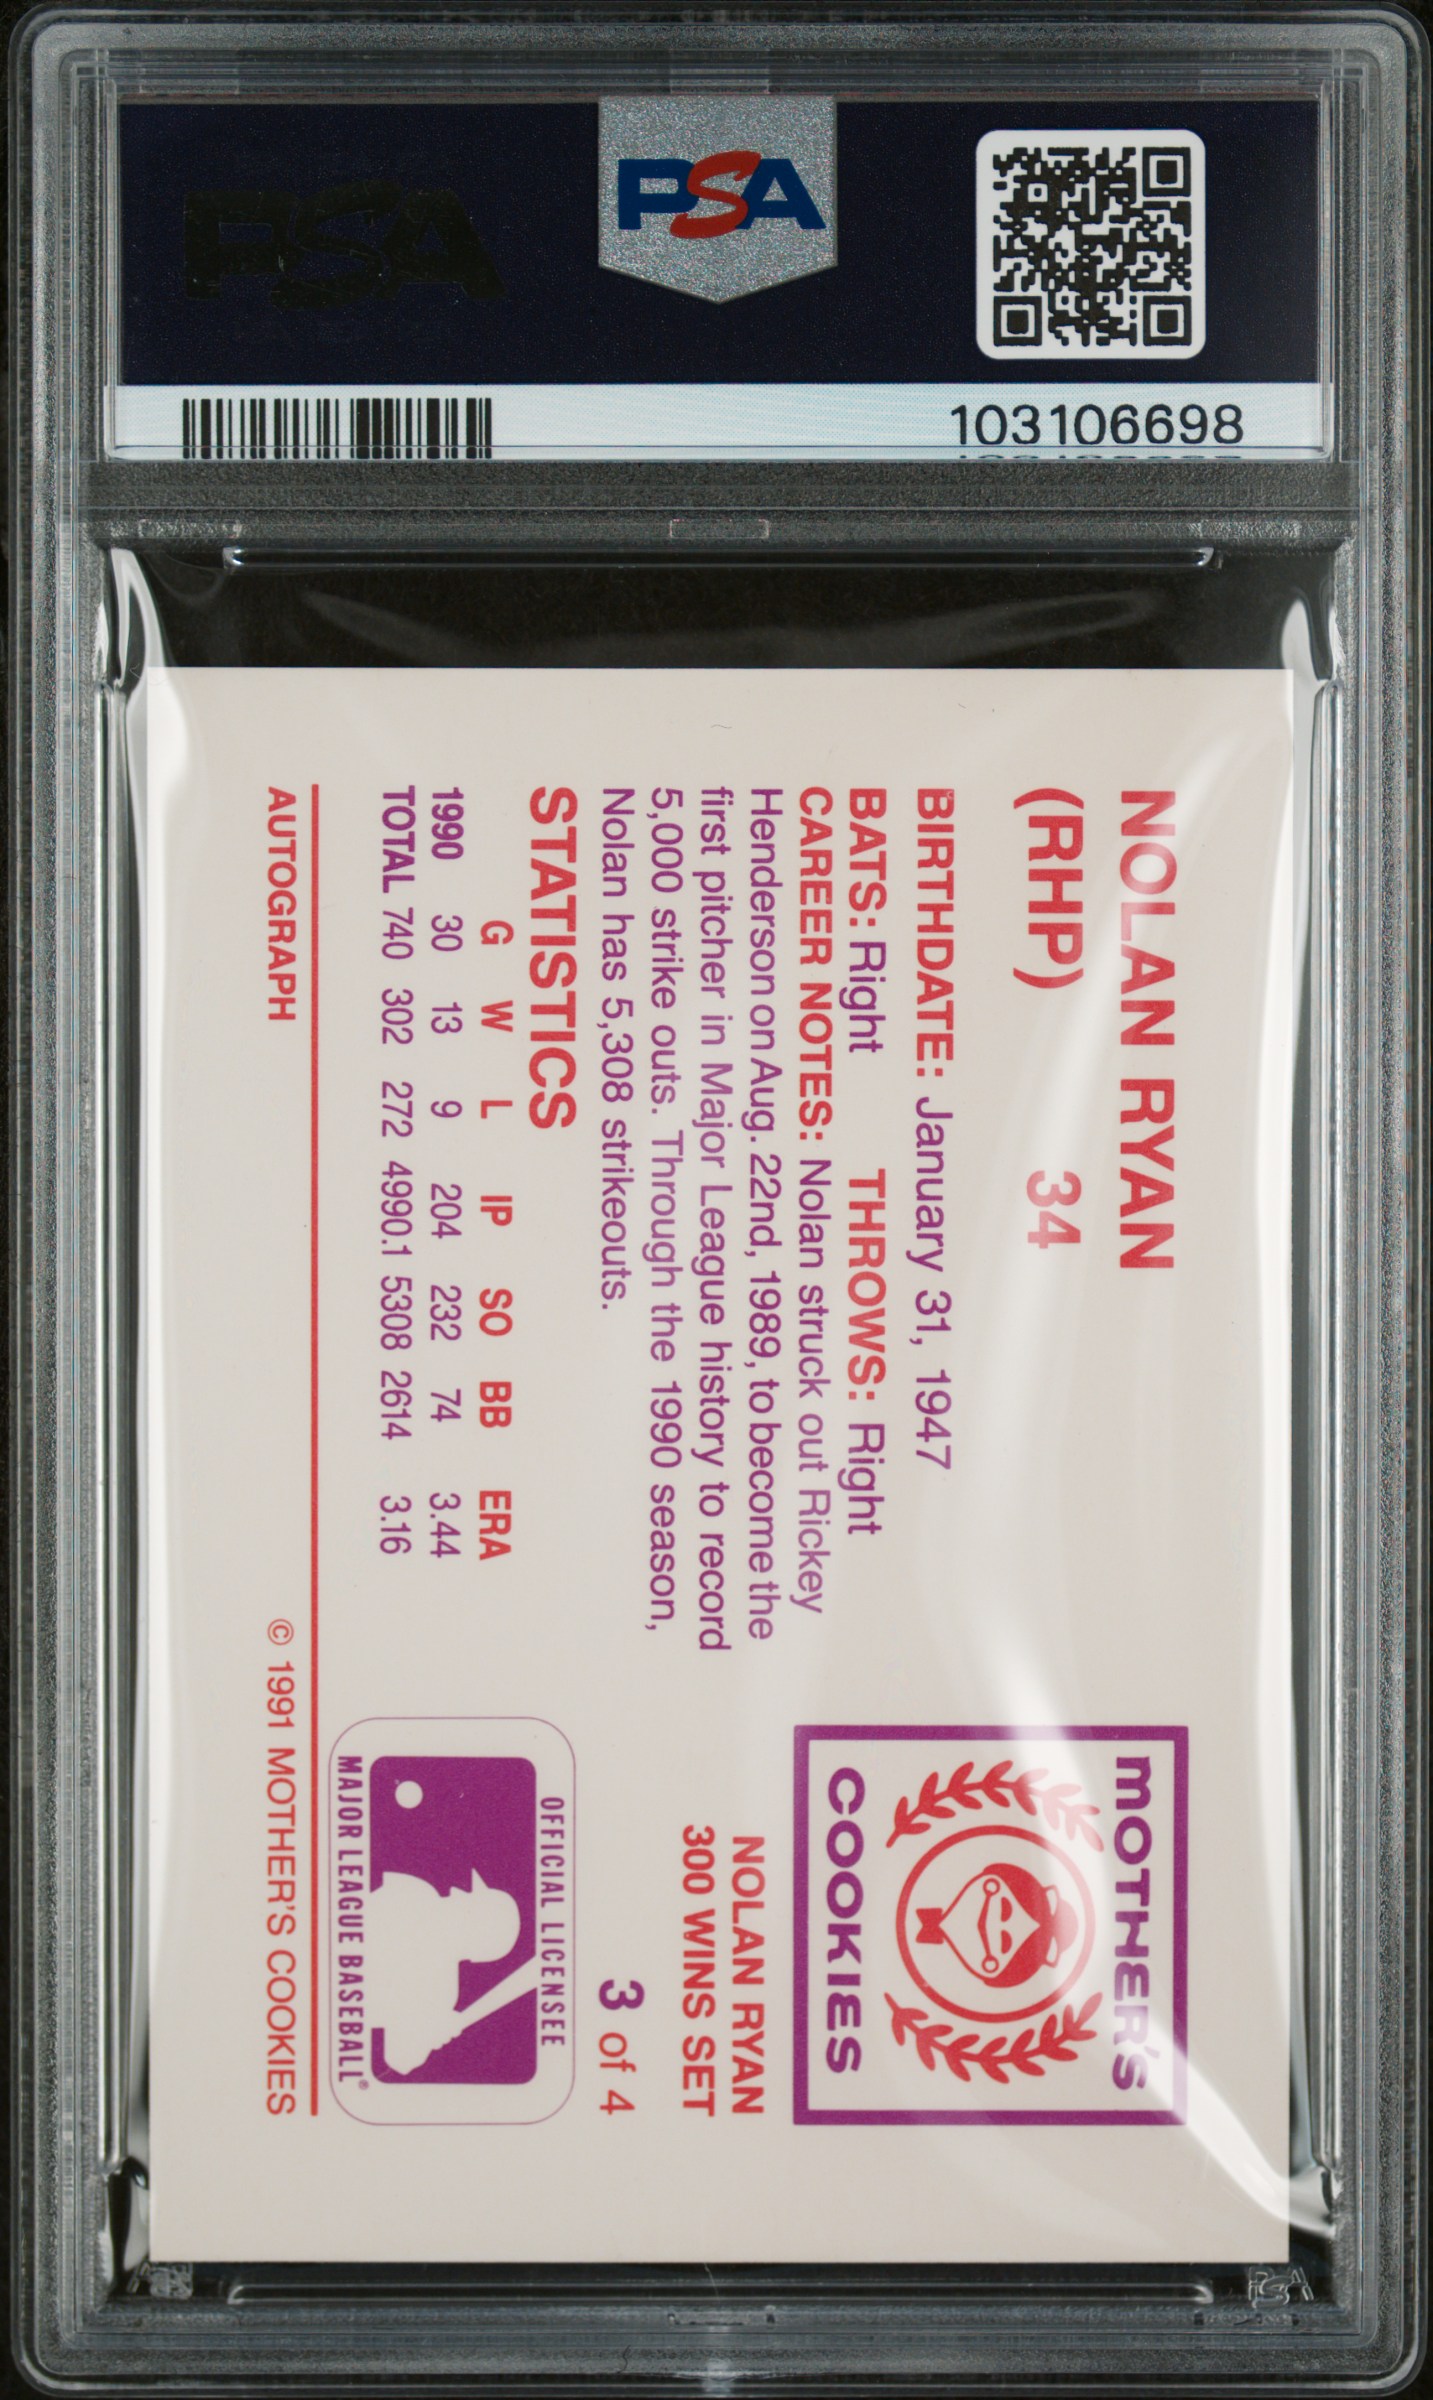 PSA
PSA
103106698
NOLAN RYAN
(RHP) 34
BIRTHDATE: January 31, 1947
BATS: Right THROWS: Right
CAREER NOTES: Nolan struck out Rickey
Henderson on Aug. 22nd, 1989, to become the
first pitcher in Major League history to record
5,000 strike outs. Through the 1990 season,
Nolan has 5,308 strikeouts.
STATISTICS
G W L IP SO BB ERA
1990 30 13 9 204 232 74 3.44
TOTAL 740 302 272 4990.1 5308 2614 3.16
AUTOGRAPH
© 1991 MOTHER'S COOKIES
MOTHER'S
COOKIES
NOLAN RYAN
300 WINS SET
3 of 4
OFFICIAL LICENSEE
MAJOR LEAGUE BASEBALL®
PSA